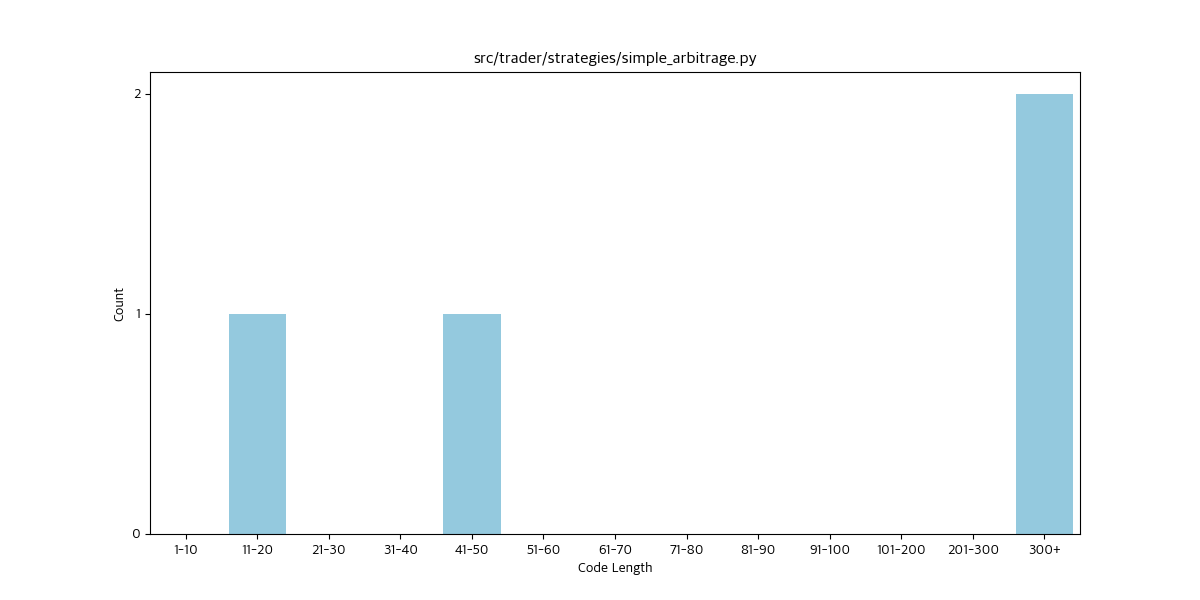 src/trader/strategies/simple_arbitrage.py
2
1
0
Count
1-10 11-20 21-30 31-40 41-50 51-60 61-70 71-80 81-90 91-100 101-200 201-300 300+
Code Length